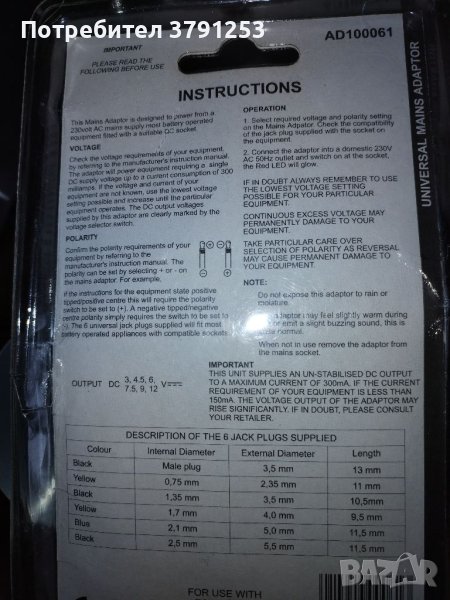 Потребител 3791253
IMPORTANT
PLEASE READ THE
FOLLOWING BEFORE USE
AD100061
UNIVERSAL MAINS ADAPTOR
INSTRUCTIONS
This Mains Adaptor is designed to power from a
230volt AC mains supply most battery operated
equipment fitted with a suitable DC socket
VOLTAGE
Check the voltage requirements of your equipment.
by referring to the manufacturer's instruction manual.
The adaptor will power equipment requiring a single
DC supply voltage up to a current consumption of 300
milliamps. If the voltage and current of your
equipment are not known, use the lowest voltage
setting possible and increase until the particular
equipment operates. The DC output voltages
supplied by this adaptor are clearly marked by the
voltage selector switch.
POLARITY
Confirm the polarity requirements of your
equipment by referring to the
manufacturer's instruction manual. The
polarity can be set by selecting + or - on
the mains adaptor. For example,
if the instructions for the equipment state positive
tipped/positive centre this will require the polarity
switch to be set to (+). A negative tipped/negative
centre polarity simply requires the switch to be set to
(-). The 6 universal jack plugs supplied will fit most
battery operated appliances with compatible sockets.
OUTPUT DC 3, 4.5, 6,
7.5, 9, 12 V
OPERATION
1. Select required voltage and polarity setting
on the Mains Adpator. Check the compatibility
of the jack plug supplied with the socket on
the equipment
2. Connect the adaptor into a domestic 230V
AC 50Hz outlet and switch on at the socket,
the Red LED will glow.
IF IN DOUBT ALWAYS REMEMBER TO USE
THE LOWEST VOLTAGE SETTING
POSSIBLE FOR YOUR PARTICULAR
EQUIPMENT.
CONTINUOUS EXCESS VOLTAGE MAY
PERMANENTLY DAMAGE YOUR
EQUIPMENT.
TAKE PARTICULAR CARE OVER
SELECTION OF POLARITY AS REVERSAL
MAY CAUSE PERMANENT DAMAGE TO
YOUR EQUIPMENT.
NOTE:
Do not expose this adaptor to rain or
moisture.
adaptor may feel slightly warm during
or emit a slight buzzing sound, this is
normal.
When not in use remove the adaptor from
the mains socket.
IMPORTANT
THIS UNIT SUPPLIES AN UN-STABILISED DC OUTPUT
TO A MAXIMUM CURRENT OF 300mA. IF THE CURRENT
REQUIREMENT OF YOUR EQUIPMENT IS LESS THAN
150mA. THE VOLTAGE OUTPUT OF THE ADAPTOR MAY
RISE SIGNIFICANTLY. IF IN DOUBT, PLEASE CONSULT
YOUR RETAILER.
DESCRIPTION OF THE 6 JACK PLUGS SUPPLIED
Colour Internal Diameter External Diameter Length
Black Male plug 3,5 mm 13 mm
Yellow 0,75 mm 2,35 mm 11 mm
Black 1,35 mm 3,5 mm 10,5mm
Yellow 1,7 mm 4,0 mm 9,5 mm
Blue 2,1 mm 5,0 mm 11,5 mm
Black 2,5 mm 5,5 mm 11,5 mm
FOR USE WITH
BAZAR